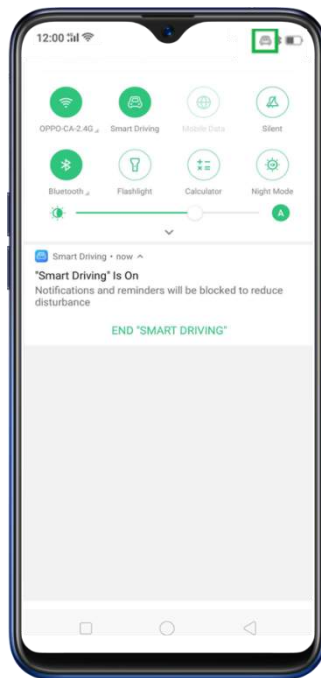 12:00
OPPO-CA-2.4G
Smart Driving
Mobile Data
Silent
Bluetooth
Flashlight
Calculator
Night Mode
A
Smart Driving • now
"Smart Driving" Is On
Notifications and reminders will be blocked to reduce
disturbance
END "SMART DRIVING"